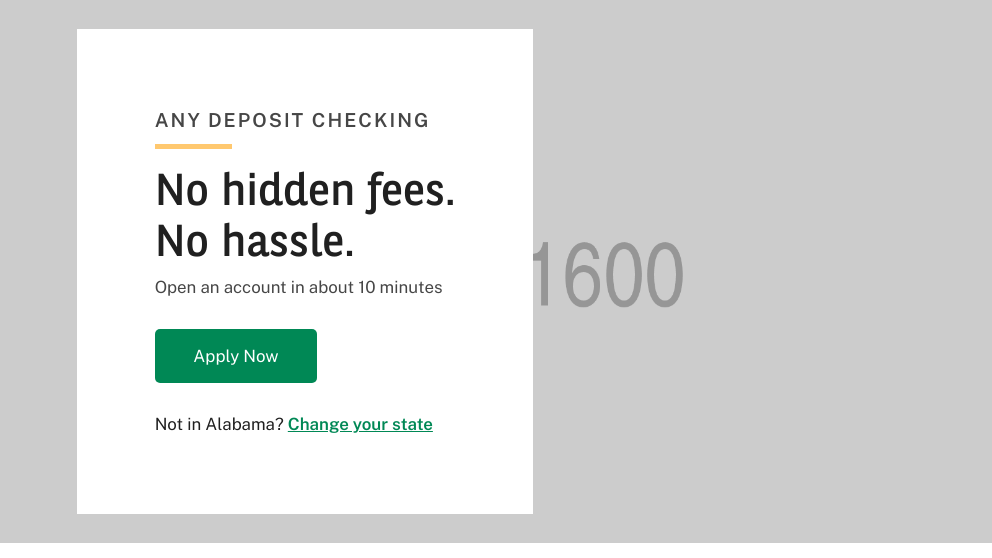 ANY DEPOSIT CHECKING
No hidden fees.
No hassle.
Open an account in about 10 minutes
1600
Apply Now
Not in Alabama? Change your state